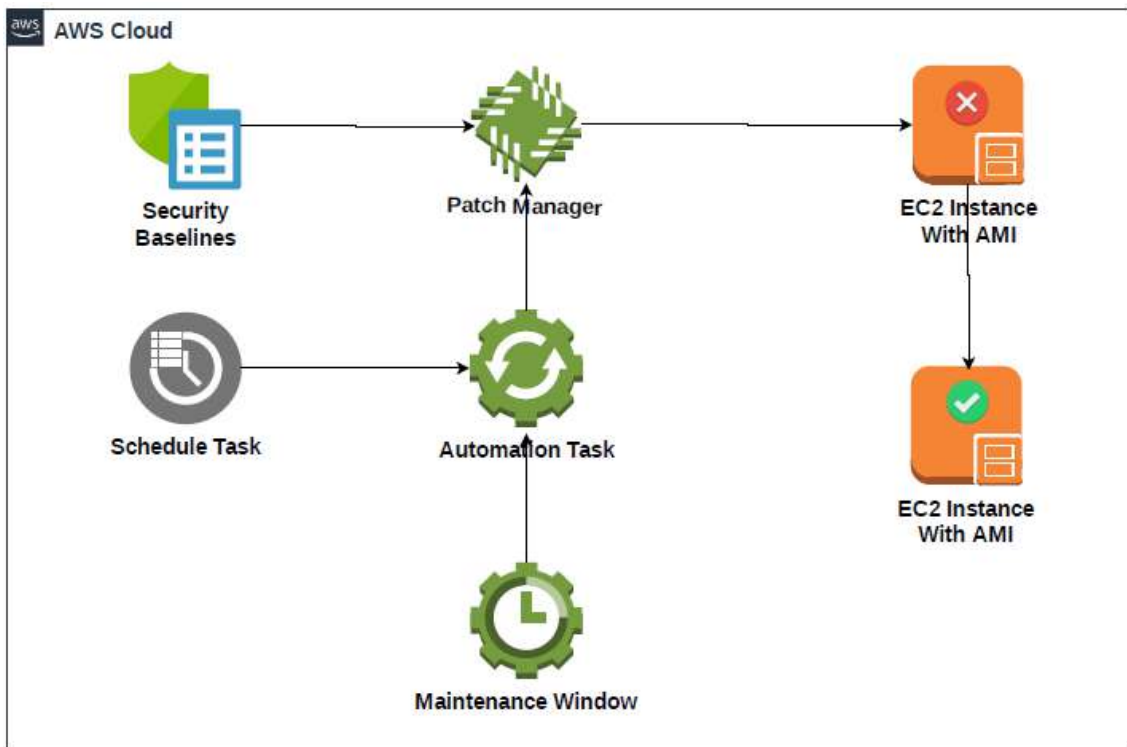 aws
AWS Cloud
Security
Baselines
Patch Manager
EC2 Instance
With AMI
Schedule Task
Automation Task
EC2 Instance
With AMI
Maintenance Window